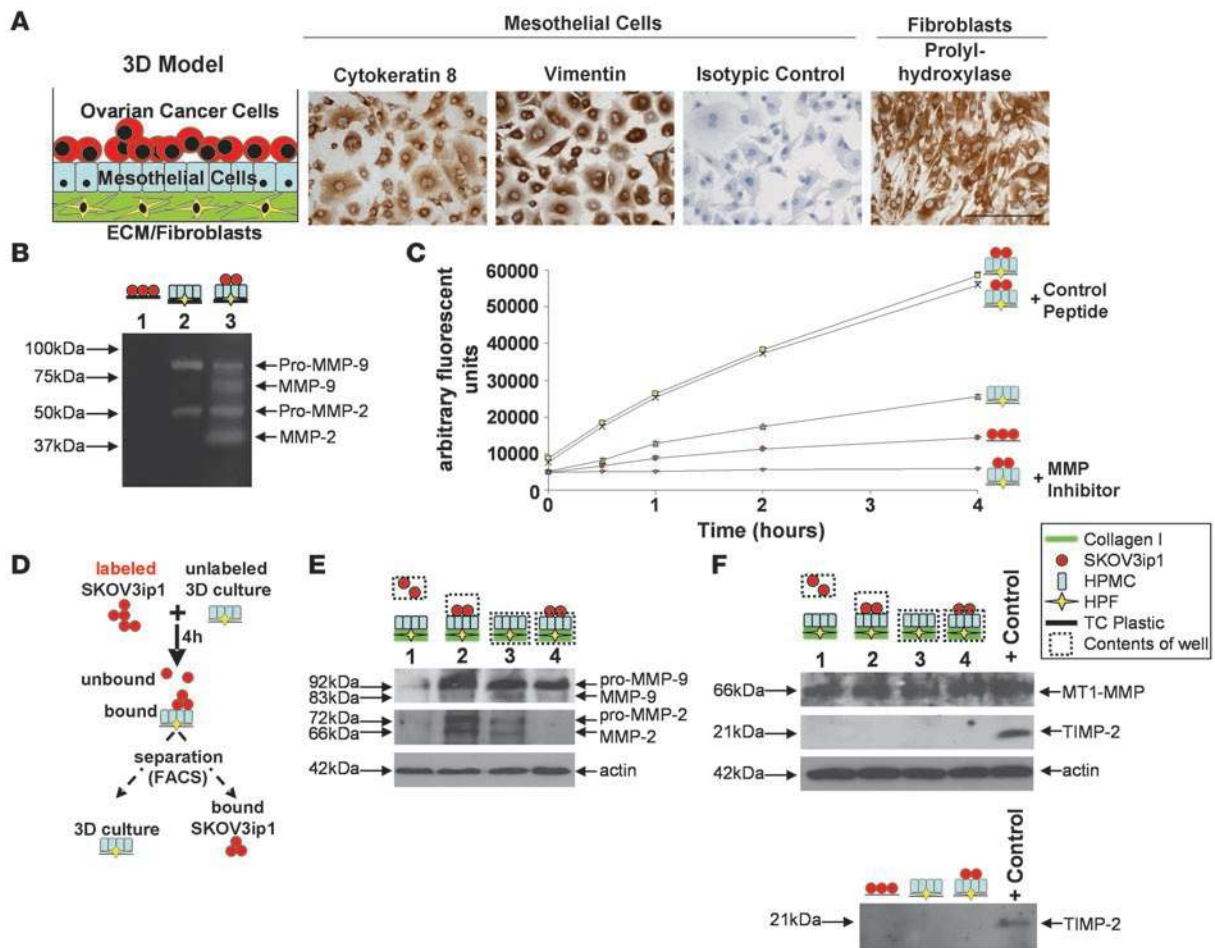 A
3D Model
Ovarian Cancer Cells
Mesothelial Cells
ECM/Fibroblasts
Mesothelial Cells
Fibroblasts
Cytokeratin 8
Vimentin
Isotypic Control
Prolyl-
hydroxylase
B
1 2 3
100kDa
75kDa
50kDa
37kDa
Pro-MMP-9
MMP-9
Pro-MMP-2
MMP-2
C
arbitrary fluorescent
units
60000
50000
40000
30000
20000
10000
0
0 1 2 3 4
Time (hours)
+ Control
Peptide
+ MMP
Inhibitor
D
labeled
SKOV3ip1
unlabeled
3D culture
+
4h
unbound
bound
separation
(FACS)
3D culture
bound
SKOV3ip1
E
1 2 3 4
92kDa
83kDa
72kDa
66kDa
42kDa
pro-MMP-9
MMP-9
pro-MMP-2
MMP-2
actin
F
1 2 3 4
+ Control
66kDa
21kDa
42kDa
MT1-MMP
TIMP-2
actin
Collagen I
SKOV3ip1
HPMC
HPF
TC Plastic
Contents of well
+ Control
21kDa
TIMP-2